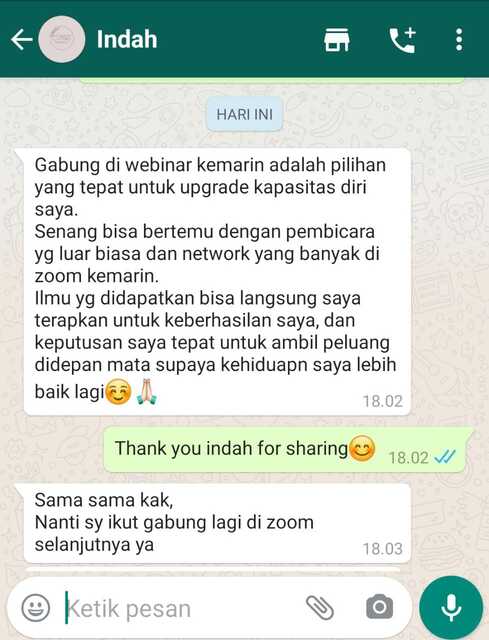 Indah
HARI INI
Gabung di webinar kemarin adalah pilihan
yang tepat untuk upgrade kapasitas diri
saya.
Senang bisa bertemu dengan pembicara
yg luar biasa dan network yang banyak di
zoom kemarin.
Ilmu yg didapatkan bisa langsung saya
terapkan untuk keberhasilan saya, dan
keputusan saya tepat untuk ambil peluang
didepan mata supaya kehiduapn saya lebih
baik lagi☺️🙏🏻
18.02
Thank you indah for sharing😊
18.02
Sama sama kak,
Nanti sy ikut gabung lagi di zoom
selanjutnya ya
18.03
Ketik pesan